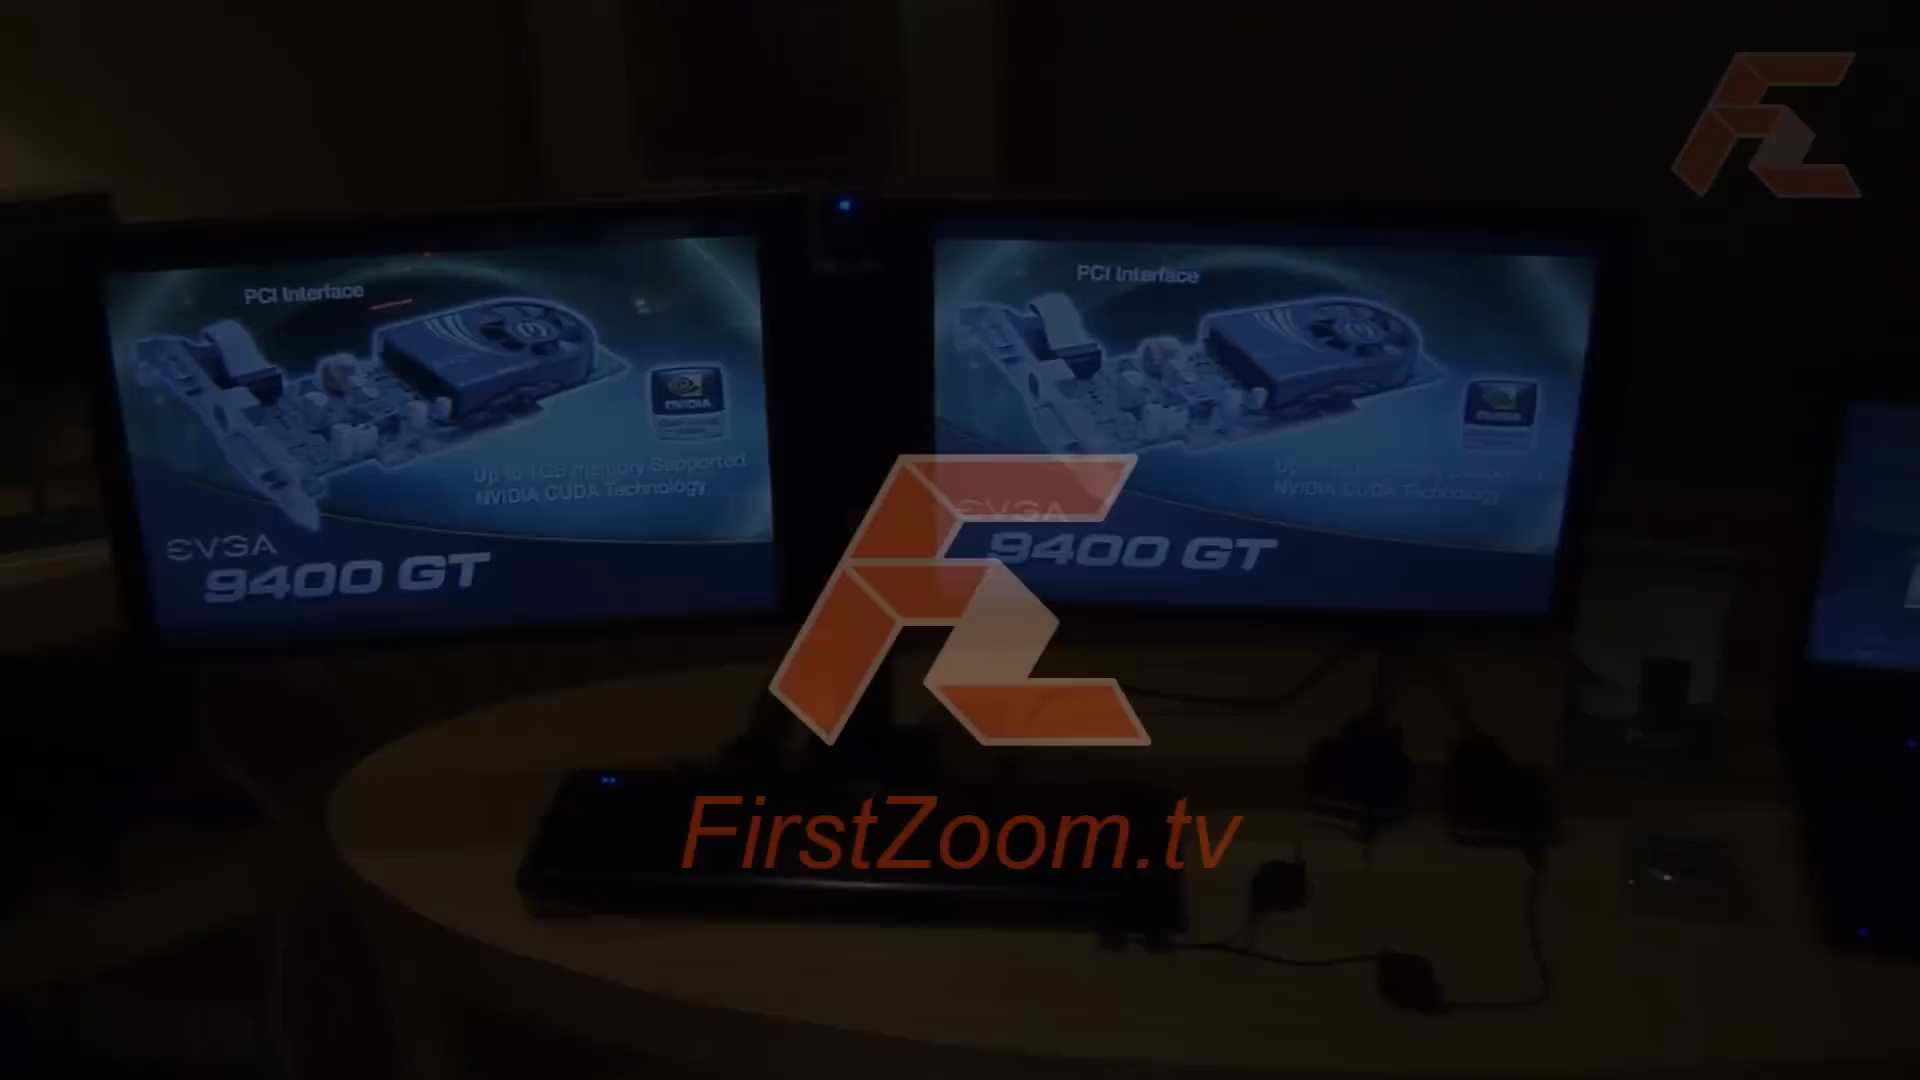 PCI Interface
NVIDIA
Up to 1GB memory Supported
NVIDIA CUDA Technology
EVGA
9400 GT
PCI Interface
NVIDIA CUDA Technology
EVGA
9400 GT
FirstZoom.tv